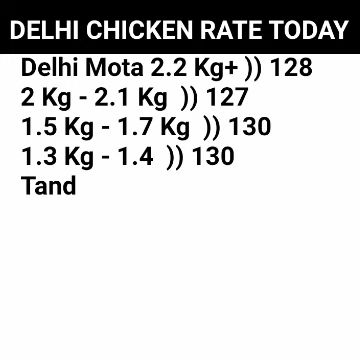 DELHI CHICKEN RATE TODAY
Delhi Mota 2.2 Kg+ )) 128
2 Kg - 2.1 Kg )) 127
1.5 Kg - 1.7 Kg )) 130
1.3 Kg - 1.4 )) 130
Tand